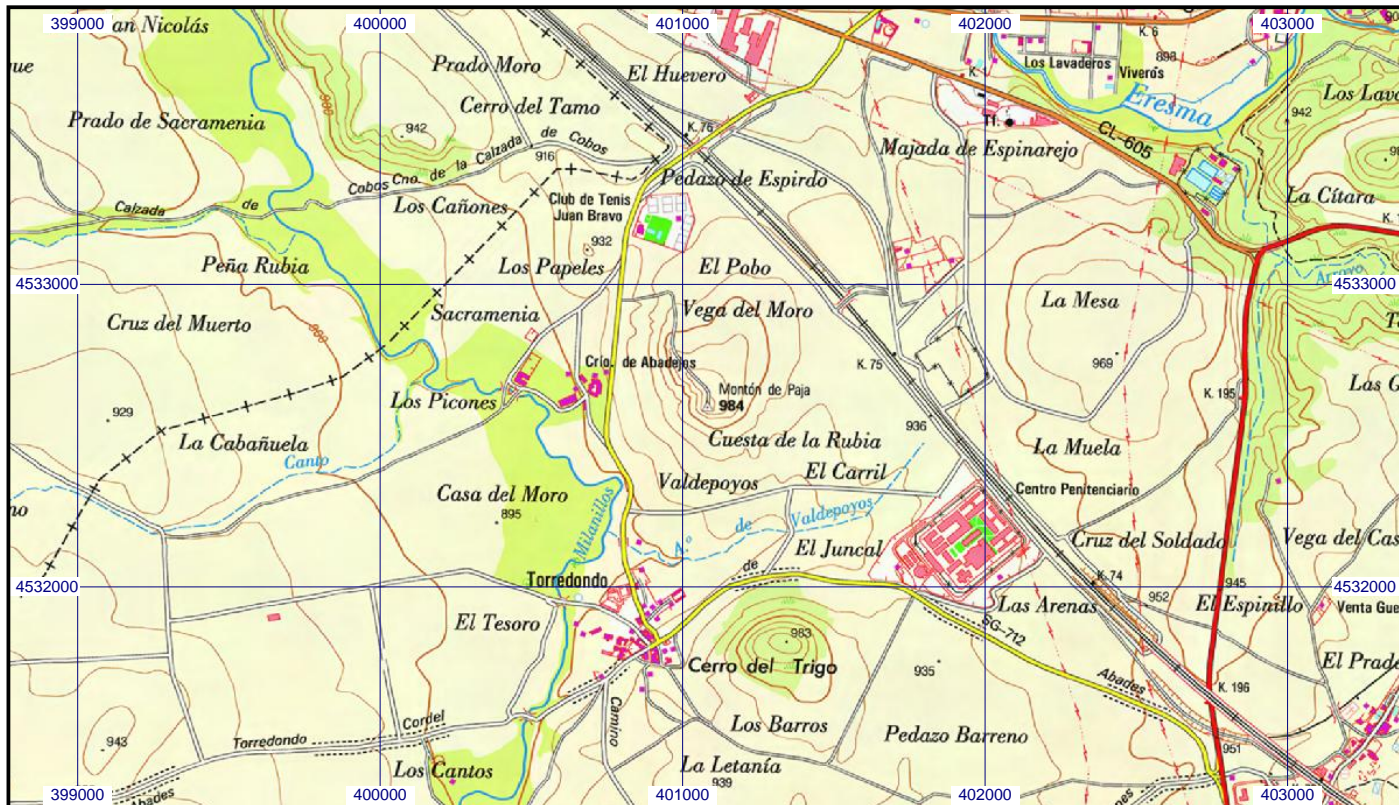 399000
400000
401000
402000
403000
an Nicolás
K. 6
898
Prado Moro
El Huevero
Los Lavaderos
Viveros
Eresma
Cerro del Tamo
Prado de Sacramenia
942
K. 76
Tf.
CL-605
942
Majada de Espinarejo
Calzada de Cobos Cno. de la Calzada de Cobos
916
Pedazo de Espirdo
Los Cañones
Club de Tenis
Juan Bravo
La Cítara
932
Peña Rubia
Los Papeles
El Pobo
Arroyo
4533000
4533000
La Mesa
900
900
Cruz del Muerto
Sacramenia
Vega del Moro
969
K. 75
Crío. de Abadejos
Montón de Paja
984
K. 195
Los Picones
929
936
La Cabañuela
Cuesta de la Rubia
La Muela
Canto
El Carril
Valdepoyos
Casa del Moro
895
Centro Penitenciario
A.º de Valdepoyos
Milanillos
El Juncal
Cruz del Soldado
Torredondo
de
K. 74
4532000
4532000
945
952
El Espinillo
Las Arenas
Venta Gue
El Tesoro
SG-712
983
Cerro del Trigo
935
El Prado
Abades
K. 196
Camino
Cordel
Torredondo
Los Barros
Pedazo Barreno
943
951
Los Cantos
La Letanía
939
Abades
399000
400000
401000
402000
403000